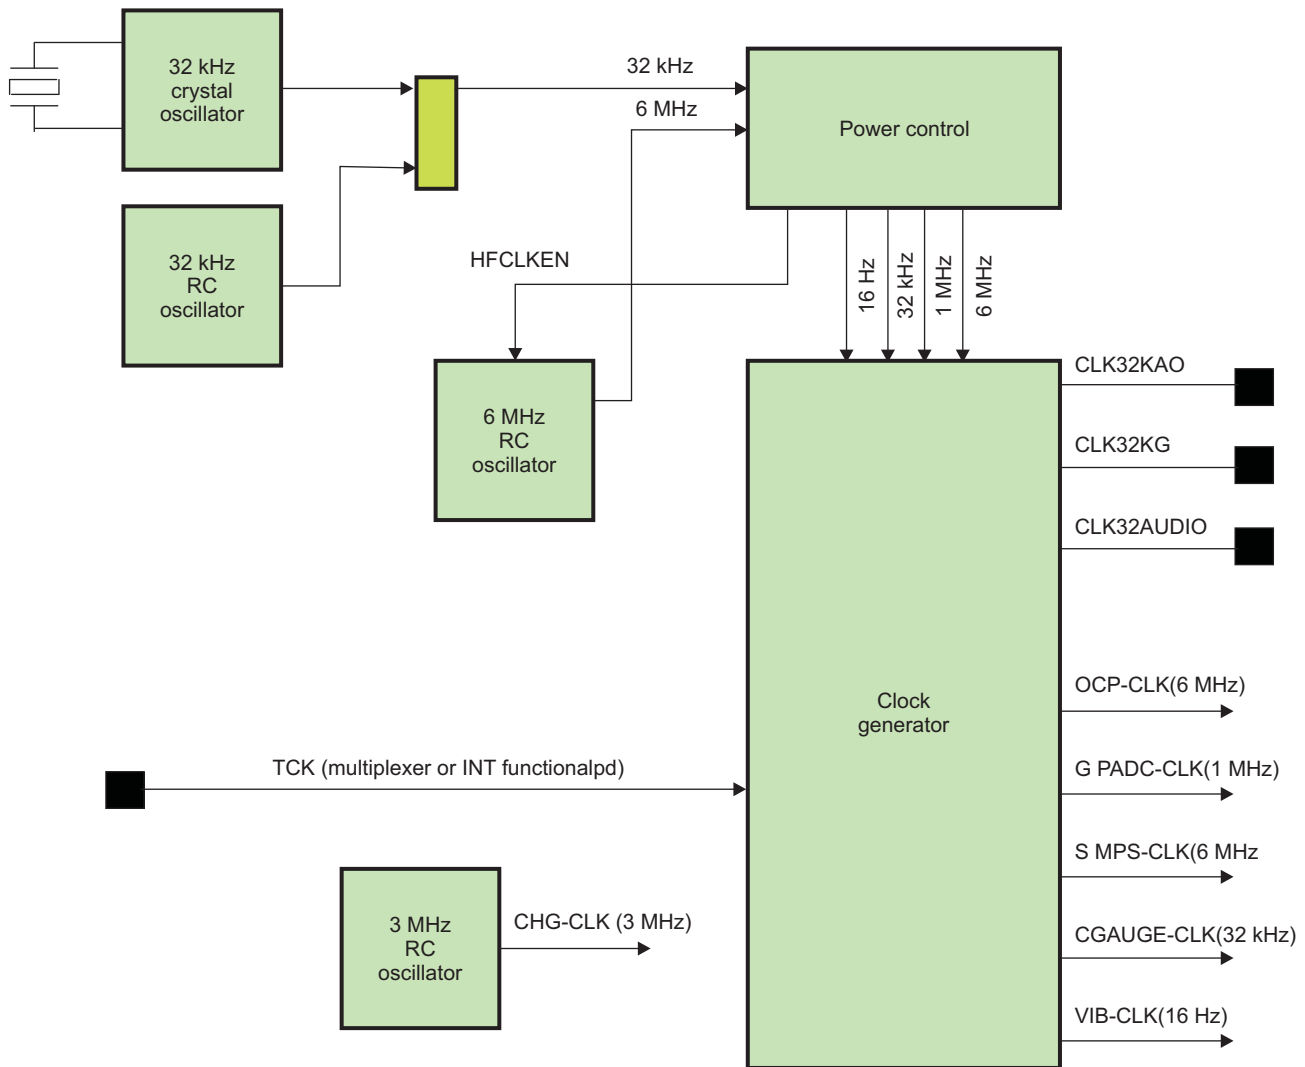 32 kHz
crystal
oscillator
32 kHz
6 MHz
Power control
32 kHz
RC
oscillator
HFCLKEN
16 Hz
32 kHz
1 MHz
6 MHz
6 MHz
RC
oscillator
CLK32KAO
CLK32KG
CLK32AUDIO
Clock
generator
OCP-CLK(6 MHz)
TCK (multiplexer or INT functionalpd)
G PADC-CLK(1 MHz)
S MPS-CLK(6 MHz
3 MHz
RC
oscillator
CHG-CLK (3 MHz)
CGAUGE-CLK(32 kHz)
VIB-CLK(16 Hz)